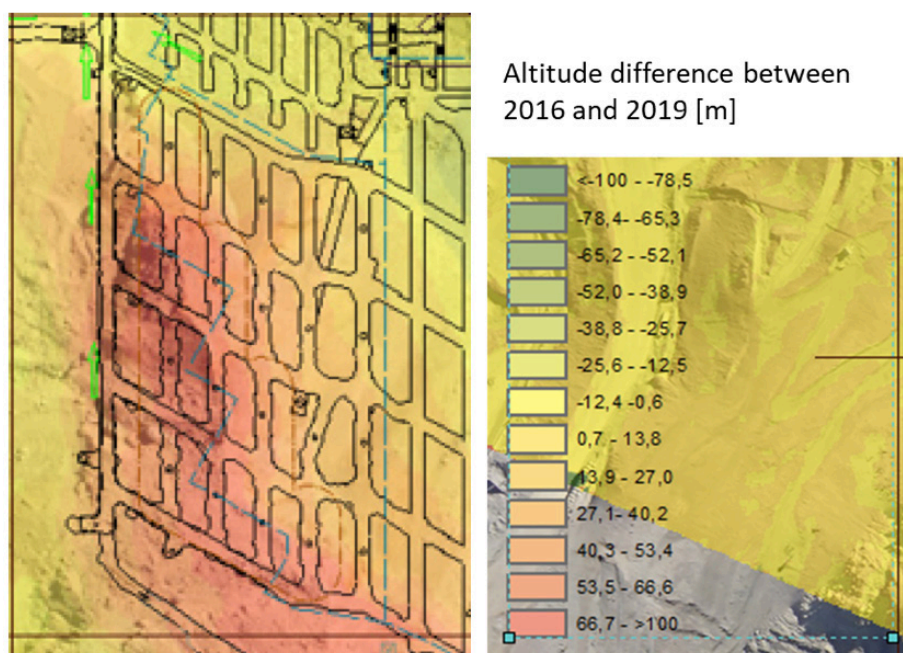 Altitude difference between
2016 and 2019 [m]
<-100 - -78,5
-78,4- -65,3
-65,2 - -52,1
-52,0 - -38,9
-38,8 - -25,7
-25,6 - -12,5
-12,4 -0,6
0,7 - 13,8
13,9 - 27,0
27,1- 40,2
40,3 - 53,4
53,5 - 66,6
66,7 - >100